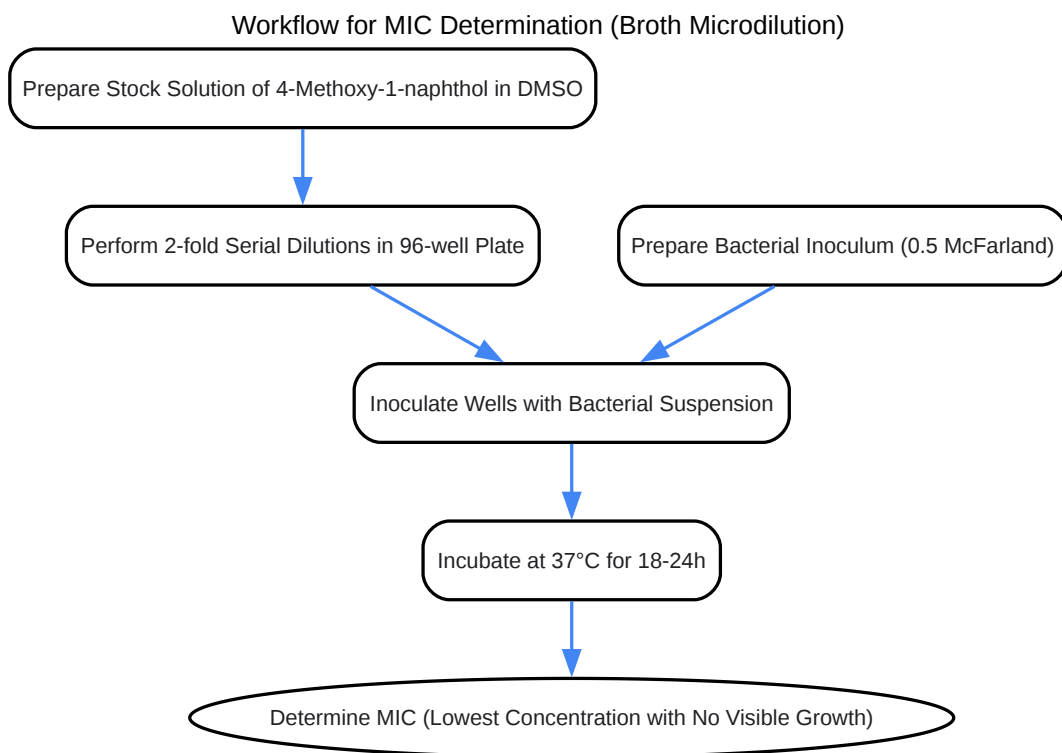 Workflow for MIC Determination (Broth Microdilution)
Prepare Stock Solution of 4-Methoxy-1-naphthol in DMSO
Perform 2-fold Serial Dilutions in 96-well Plate
Prepare Bacterial Inoculum (0.5 McFarland)
Inoculate Wells with Bacterial Suspension
Incubate at 37°C for 18-24h
Determine MIC (Lowest Concentration with No Visible Growth)